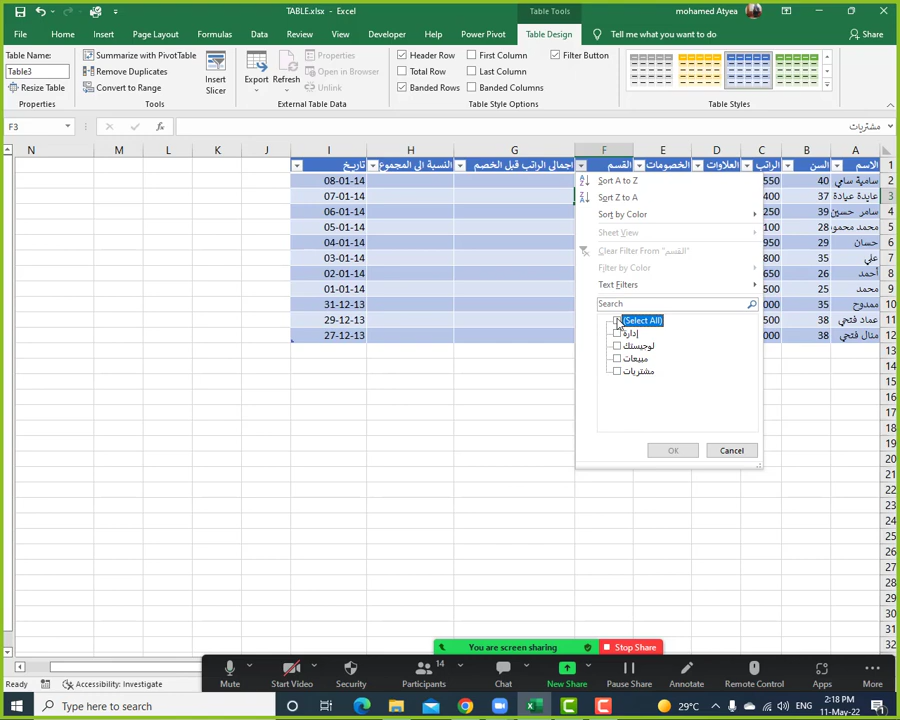 TABLE.xlsx - Excel
Table Tools
mohamed Atyea
File Home Insert Page Layout Formulas Data Review View Developer Help Power Pivot Table Design Tell me what you want to do Share
Table Name:
Table3
Resize Table
Properties
Summarize with PivotTable
Remove Duplicates
Convert to Range
Tools
Insert Slicer
Export
Refresh
Properties
Open in Browser
Unlink
External Table Data
Header Row
Total Row
Banded Rows
First Column
Last Column
Banded Columns
Filter Button
Table Style Options
Table Styles
F3
fx
مشتريات
N M L K J I H G F E D C B A
الاسم السن الراتب العلاوات الخصومات القسم اجمالي الراتب قبل الخصم النسبة الى المجموع تاريخ 1
سامية سامي 40 550 08-01-14 2
عايدة عيادة 37 400 07-01-14 3
سامر حسين 39 250 06-01-14 4
محمد محمود 28 100 05-01-14 5
حسان 29 950 04-01-14 6
علي 35 800 03-01-14 7
أحمد 26 650 02-01-14 8
محمد 25 500 01-01-14 9
ممدوح 35 000 31-12-13 10
عماد فتحي 38 500 29-12-13 11
منال فتحي 38 000 27-12-13 12
13
14
15
16
17
18
19
20
21
22
23
24
25
26
27
28
29
30
31
32
Sort A to Z
Sort Z to A
Sort by Color
Sheet View
Clear Filter From "القسم"
Filter by Color
Text Filters
Search
(Select All)
إدارة
لوجيستك
مبيعات
مشتريات
OK Cancel
You are screen sharing Stop Share
Mute Start Video Security Participants 14 Chat New Share Pause Share Annotate Remote Control Apps More
Ready Accessibility: Investigate
Type here to search
29°C
2:18 PM
11-May-22
1